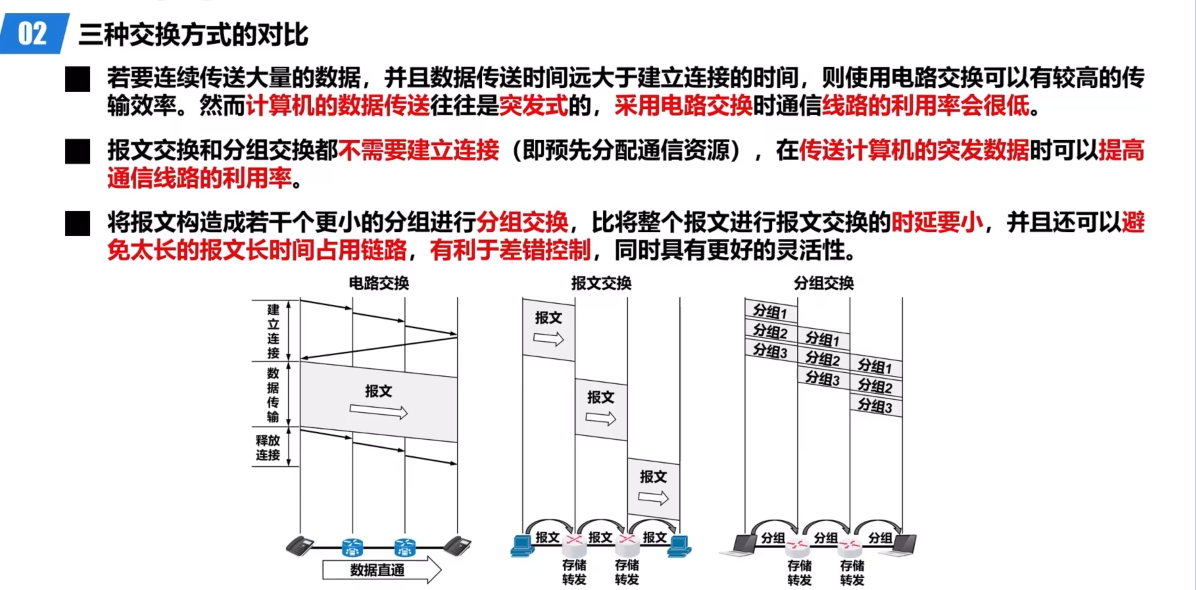 02 三种交换方式的对比
若要连续传送大量的数据，并且数据传送时间远大于建立连接的时间，则使用电路交换可以有较高的传
输效率。然而计算机的数据传送往往是突发式的，采用电路交换时通信线路的利用率会很低。
报文交换和分组交换都不需要建立连接（即预先分配通信资源），在传送计算机的突发数据时可以提高
通信线路的利用率。
将报文构造成若干个更小的分组进行分组交换，比将整个报文进行报文交换的时延要小，并且还可以避
免太长的报文长时间占用链路，有利于差错控制，同时具有更好的灵活性。
电路交换
建
立
连
接
数
据
传
输
释放
连接
报文
数据直通
报文交换
报文
报文
报文
报文 报文 报文
存储 存储
转发 转发
分组交换
分组1
分组2 分组1
分组3 分组2 分组1
分组3 分组2
分组3
分组 分组 分组
存储 存储
转发 转发